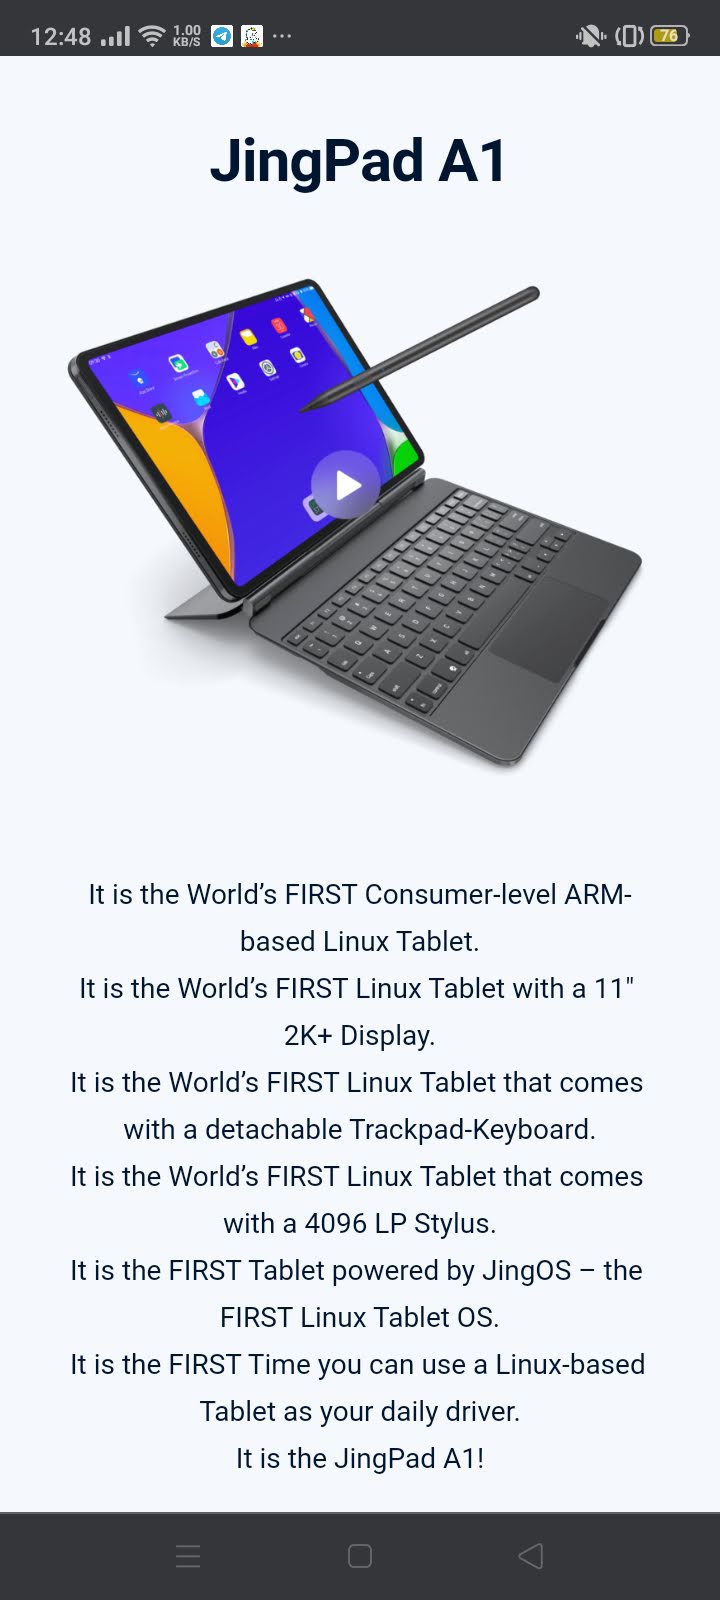 12:48
1.00
KB/S
76
JingPad A1
It is the World’s FIRST Consumer-level ARM-
based Linux Tablet.
It is the World’s FIRST Linux Tablet with a 11"
2K+ Display.
It is the World’s FIRST Linux Tablet that comes
with a detachable Trackpad-Keyboard.
It is the World’s FIRST Linux Tablet that comes
with a 4096 LP Stylus.
It is the FIRST Tablet powered by JingOS – the
FIRST Linux Tablet OS.
It is the FIRST Time you can use a Linux-based
Tablet as your daily driver.
It is the JingPad A1!